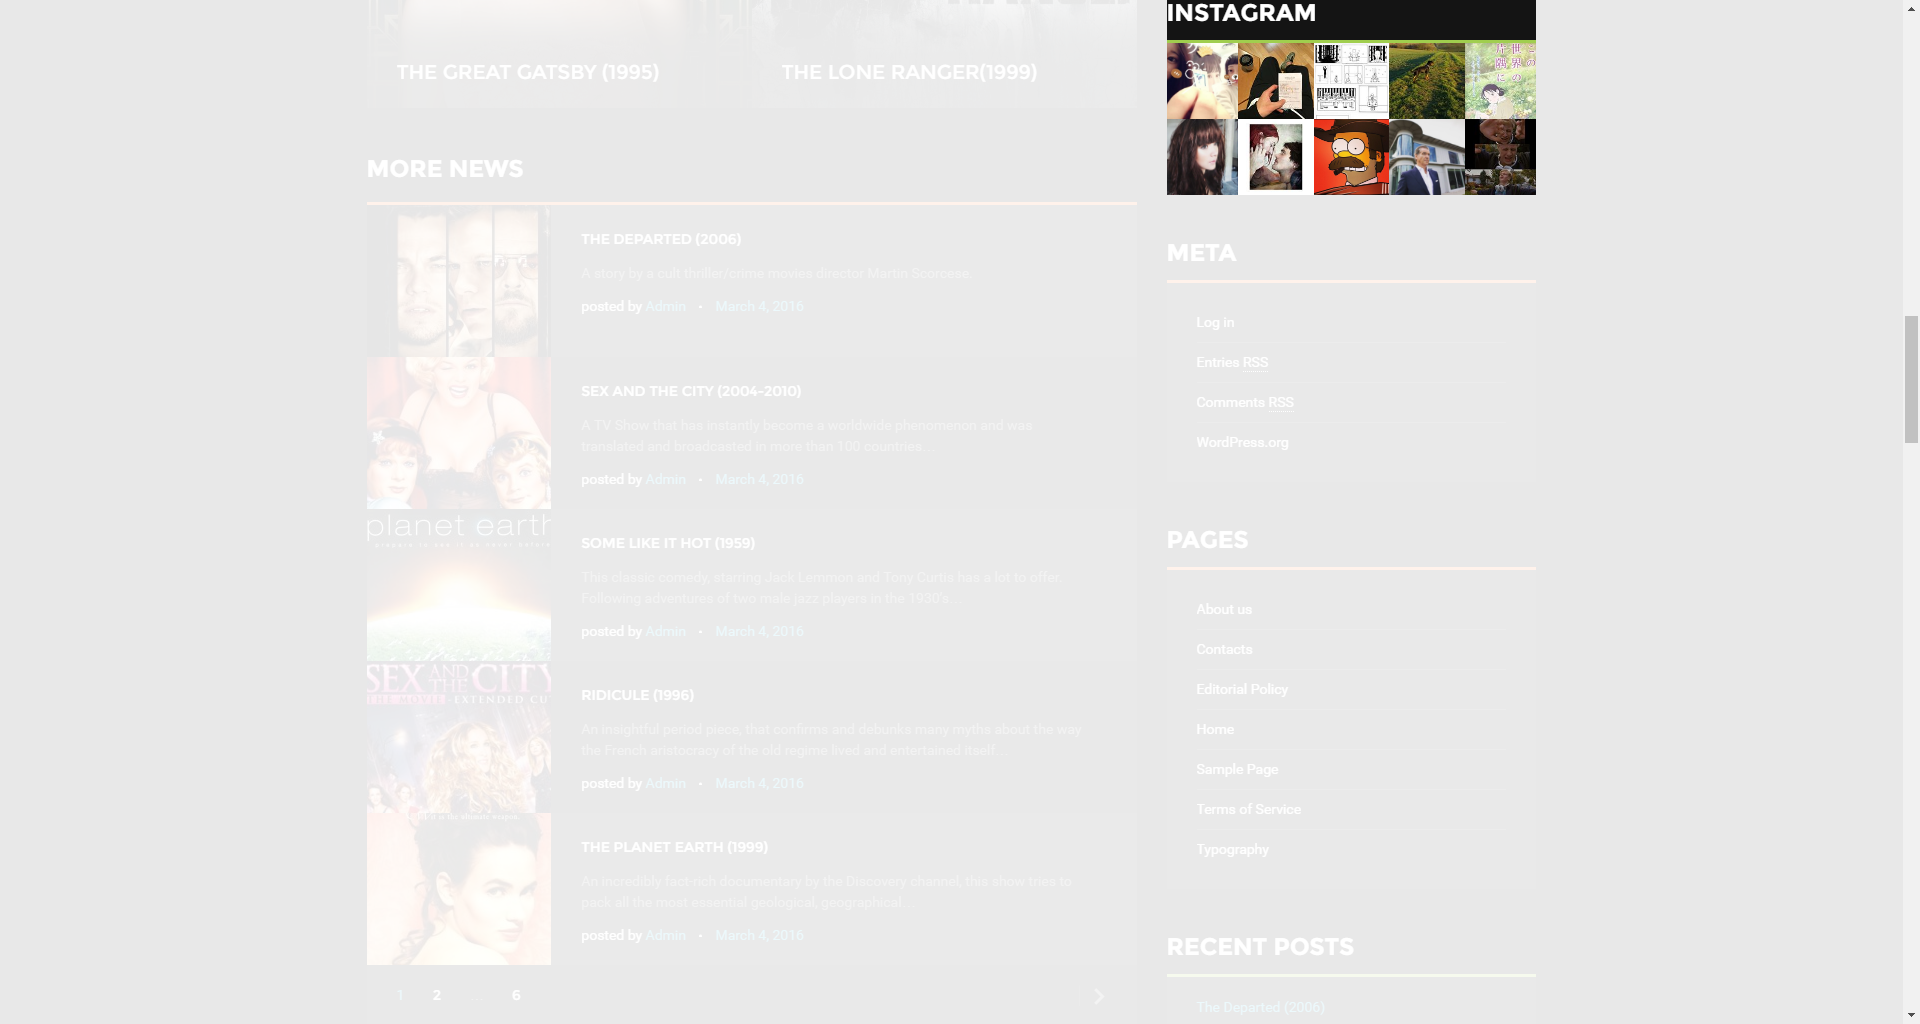 THE GREAT GATSBY (1995)
THE LONE RANGER(1999)
MORE NEWS
THE DEPARTED (2006)
A story by a cult thriller/crime movies director Martin Scorcese.
posted by Admin • March 4, 2016
SEX AND THE CITY (2004-2010)
A TV Show that has instantly become a worldwide phenomenon and was
translated and broadcasted in more than 100 countries…
posted by Admin • March 4, 2016
planet earth
SOME LIKE IT HOT (1959)
This classic comedy, starring Jack Lemmon and Tony Curtis has a lot to offer.
Following adventures of two male jazz players in the 1930's.
posted by Admin • March 4, 2016
SEX AND THE CITY
THE MOVIE - EXTENDED CU
RIDICULE (1996)
An insightful period piece, that confirms and debunks many myths about the way
the French aristocracy of the old regime lived and entertained itself…
posted by Admin • March 4, 2016
THE PLANET EARTH (1999)
An incredibly fact-rich documentary by the Discovery channel, this show tries to
pack all the most essential geological, geographical…
posted by Admin • March 4, 2016
1 2 … 6
INSTAGRAM
この
世界の
片隅に
META
Log in
Entries RSS
Comments RSS
WordPress.org
PAGES
About us
Contacts
Editorial Policy
Home
Sample Page
Terms of Service
Typography
RECENT POSTS
The Departed (2006)